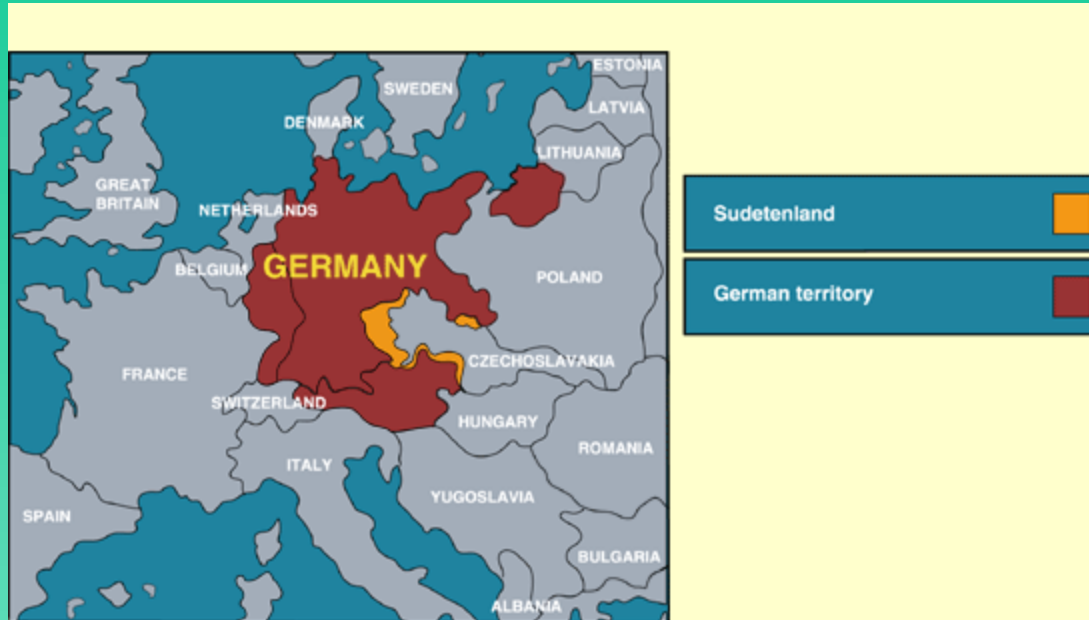 ESTONIA
SWEDEN
LATVIA
DENMARK
LITHUANIA
GREAT
BRITAIN
NETHERLANDS
BELGIUM
GERMANY
POLAND
CZECHOSLAVAKIA
FRANCE
SWITZERLAND
HUNGARY
ROMANIA
ITALY
YUGOSLAVIA
SPAIN
BULGARIA
ALBANIA
Sudetenland
German territory